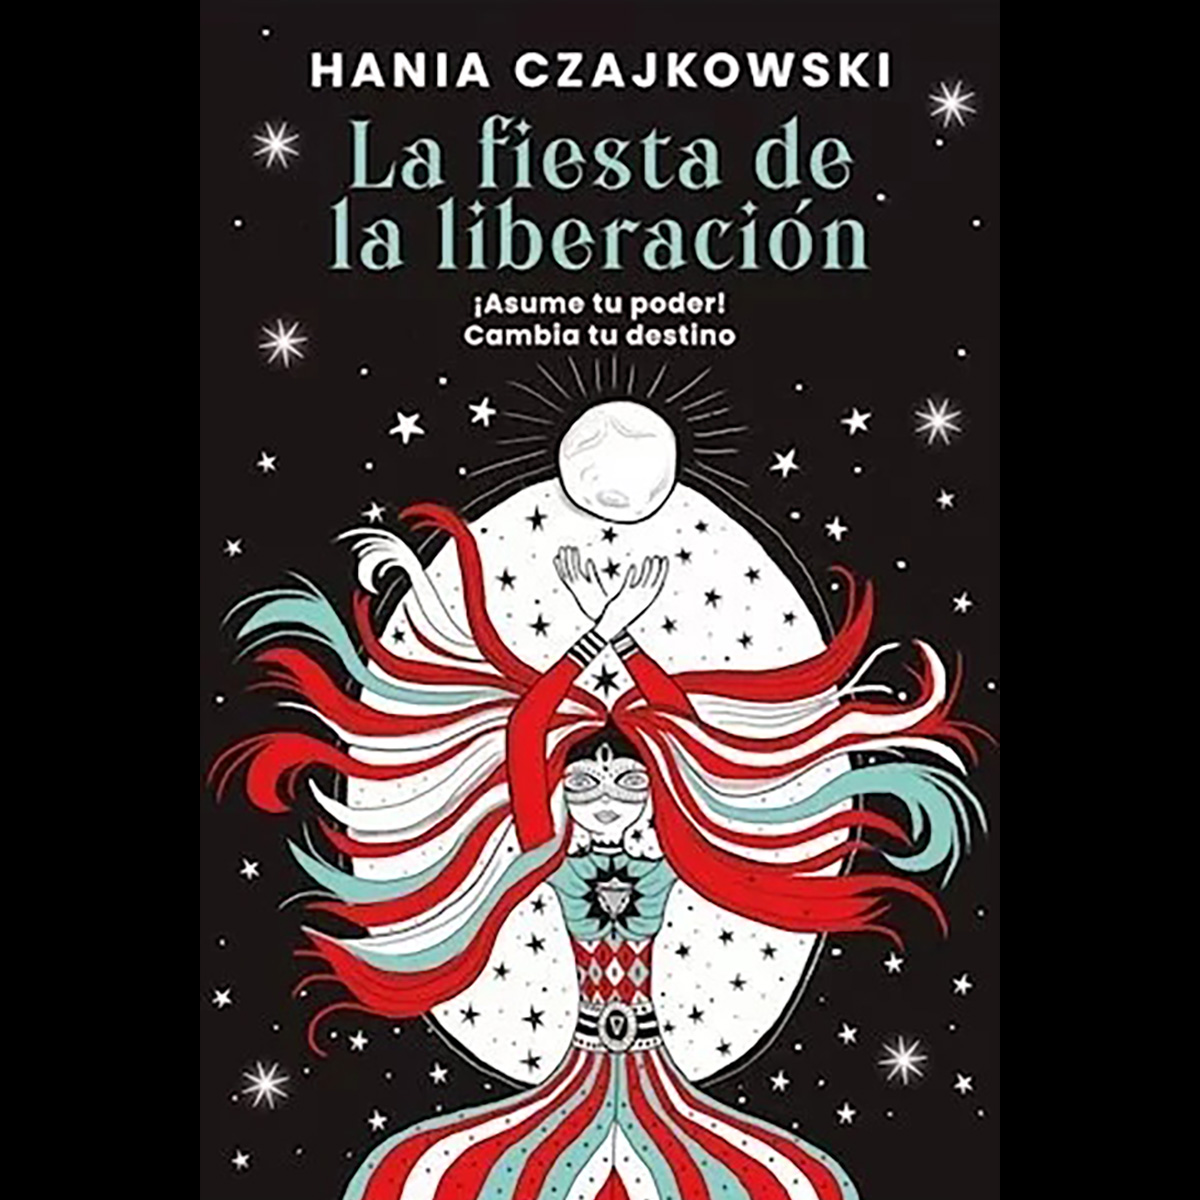 HANIA CZAJKOWSKI
La fiesta de
la liberación
¡Asume tu poder!
Cambia tu destino